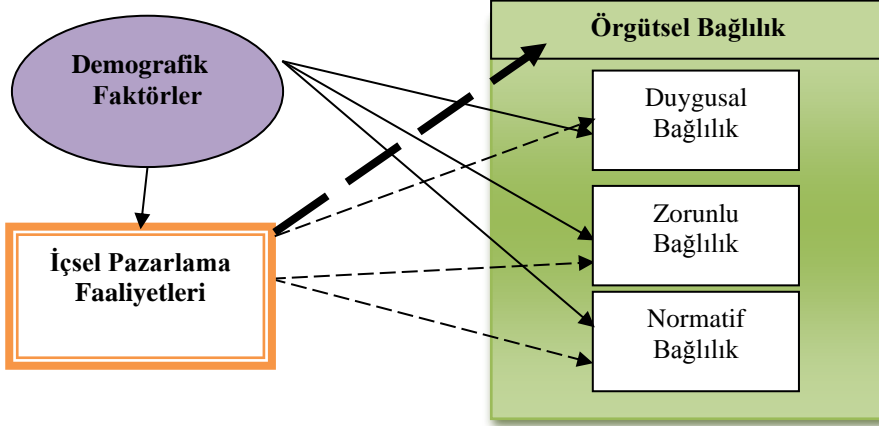 Demografik
Faktörler
İçsel Pazarlama
Faaliyetleri
Örgütsel Bağlılık
Duygusal
Bağlılık
Zorunlu
Bağlılık
Normatif
Bağlılık